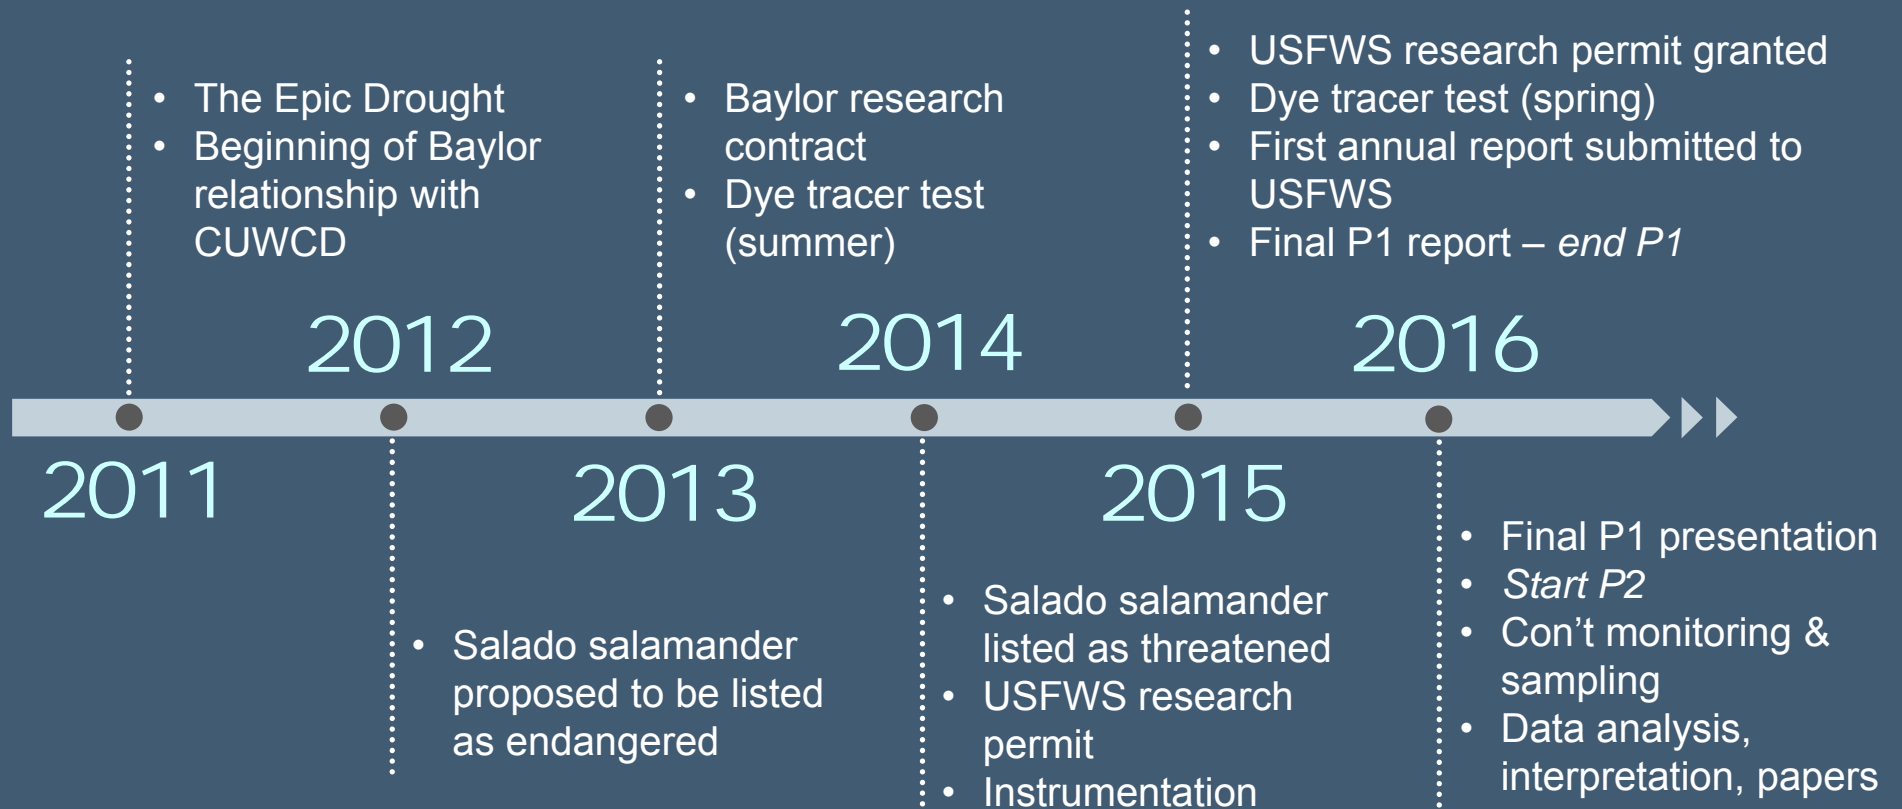 • The Epic Drought
• Beginning of Baylor
relationship with
CUWCD
• Baylor research
contract
• Dye tracer test
(summer)
• USFWS research permit granted
• Dye tracer test (spring)
• First annual report submitted to
USFWS
• Final P1 report – end P1
2012
2014
2016
2011
2013
2015
• Salado salamander
proposed to be listed
as endangered
• Salado salamander
listed as threatened
• USFWS research
permit
• Instrumentation
• Final P1 presentation
• Start P2
• Con’t monitoring &
sampling
• Data analysis,
interpretation, papers